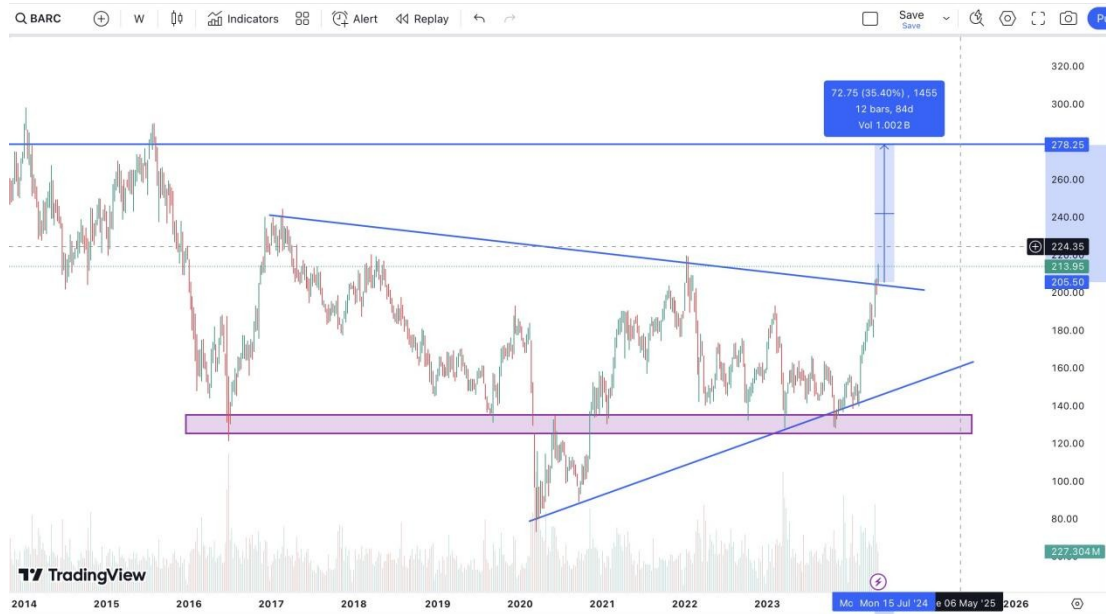 BARC W Indicators Alert Replay Save
Save
320.00
72.75 (35.40%) , 1455
12 bars, 84d
Vol 1.002B
300.00
278.25
260.00
240.00
224.35
213.95
205.50
200.00
180.00
160.00
140.00
120.00
100.00
80.00
227.304M
TradingView
2014 2015 2016 2017 2018 2019 2020 2021 2022 2023 Mo Mon 15 Jul '24 e 06 May '25 2026